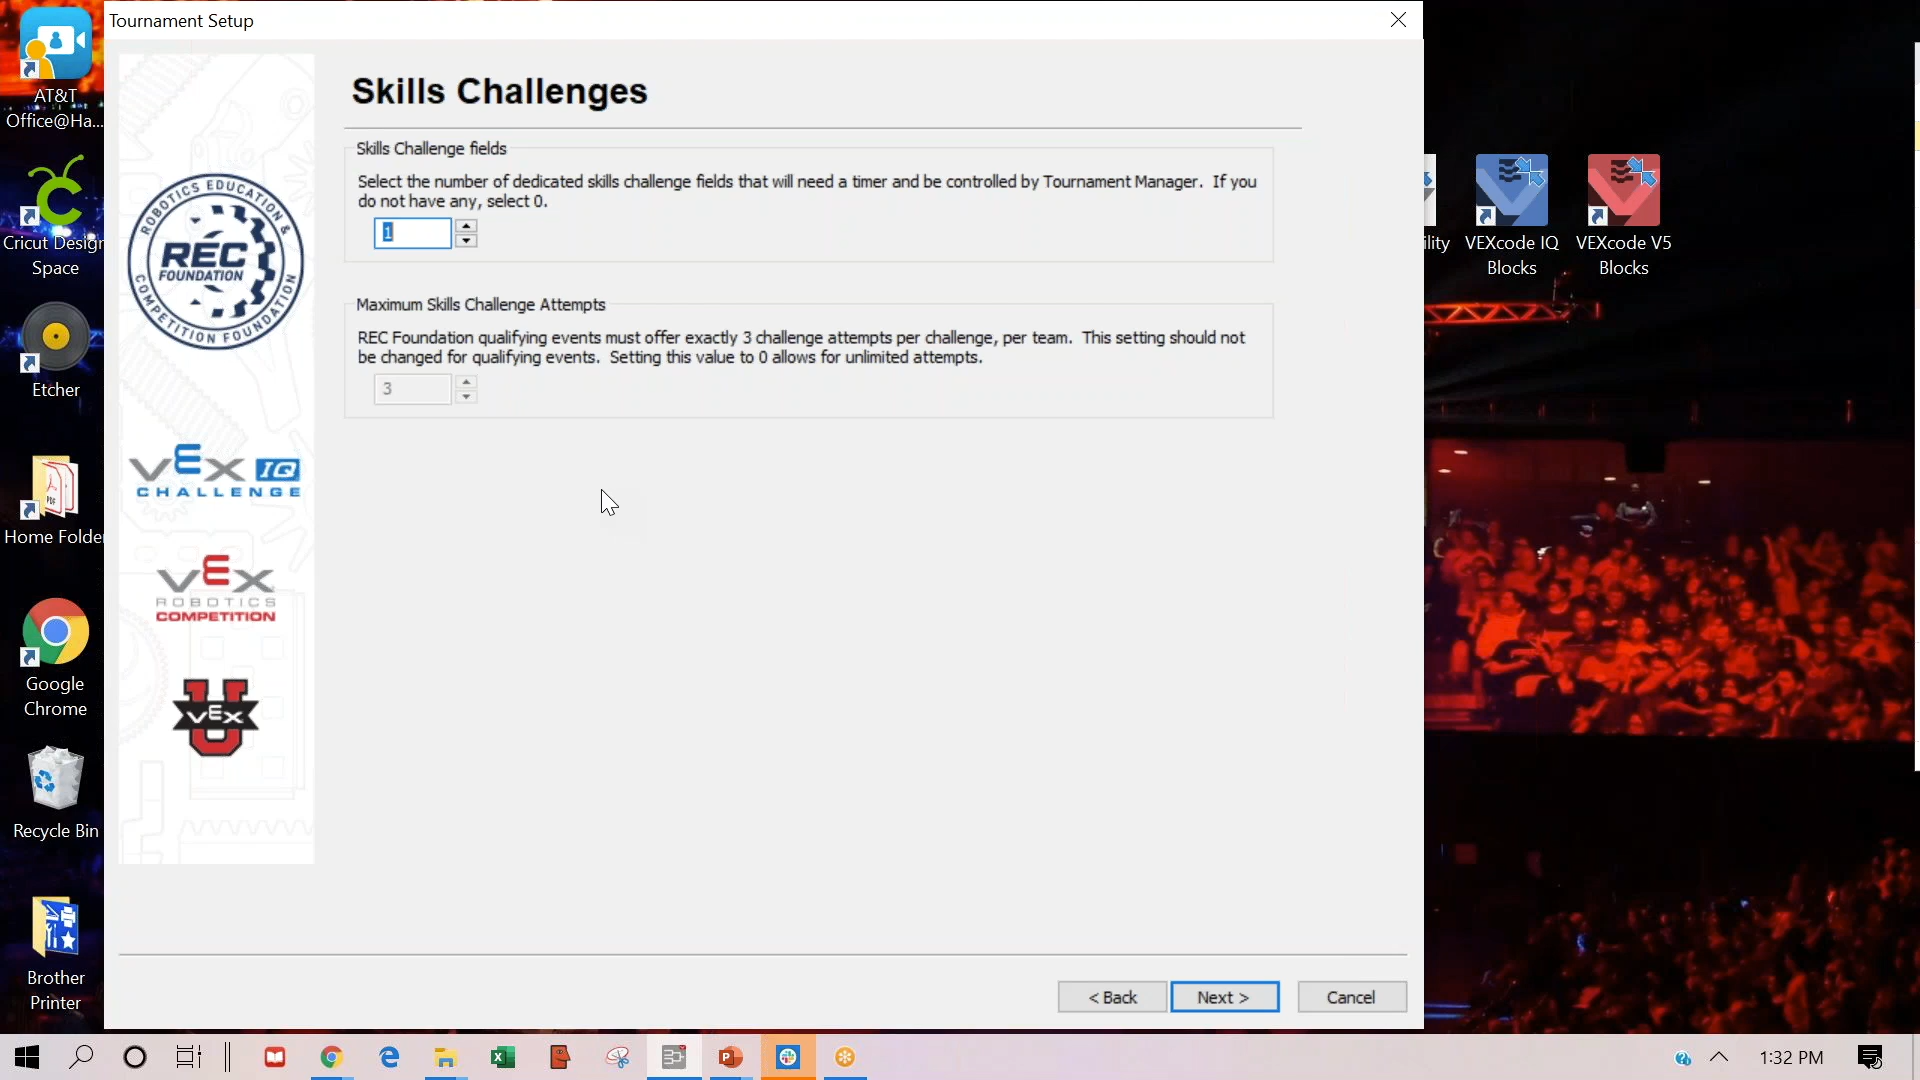 Tournament Setup
AT&T
Office@Ha...
Cricut Design
Space
Etcher
Home Folder
Google
Chrome
Recycle Bin
Brother
Printer
ROBOTICS EDUCATION &
REC
FOUNDATION
COMPETITION FOUNDATION
VEX IQ
CHALLENGE
VEX
ROBOTICS
COMPETITION
VEX
U
Skills Challenges
Skills Challenge fields
Select the number of dedicated skills challenge fields that will need a timer and be controlled by Tournament Manager. If you
do not have any, select 0.
1
Maximum Skills Challenge Attempts
REC Foundation qualifying events must offer exactly 3 challenge attempts per challenge, per team. This setting should not
be changed for qualifying events. Setting this value to 0 allows for unlimited attempts.
3
< Back
Next >
Cancel
ility
VEXcode IQ
Blocks
VEXcode V5
Blocks
1:32 PM